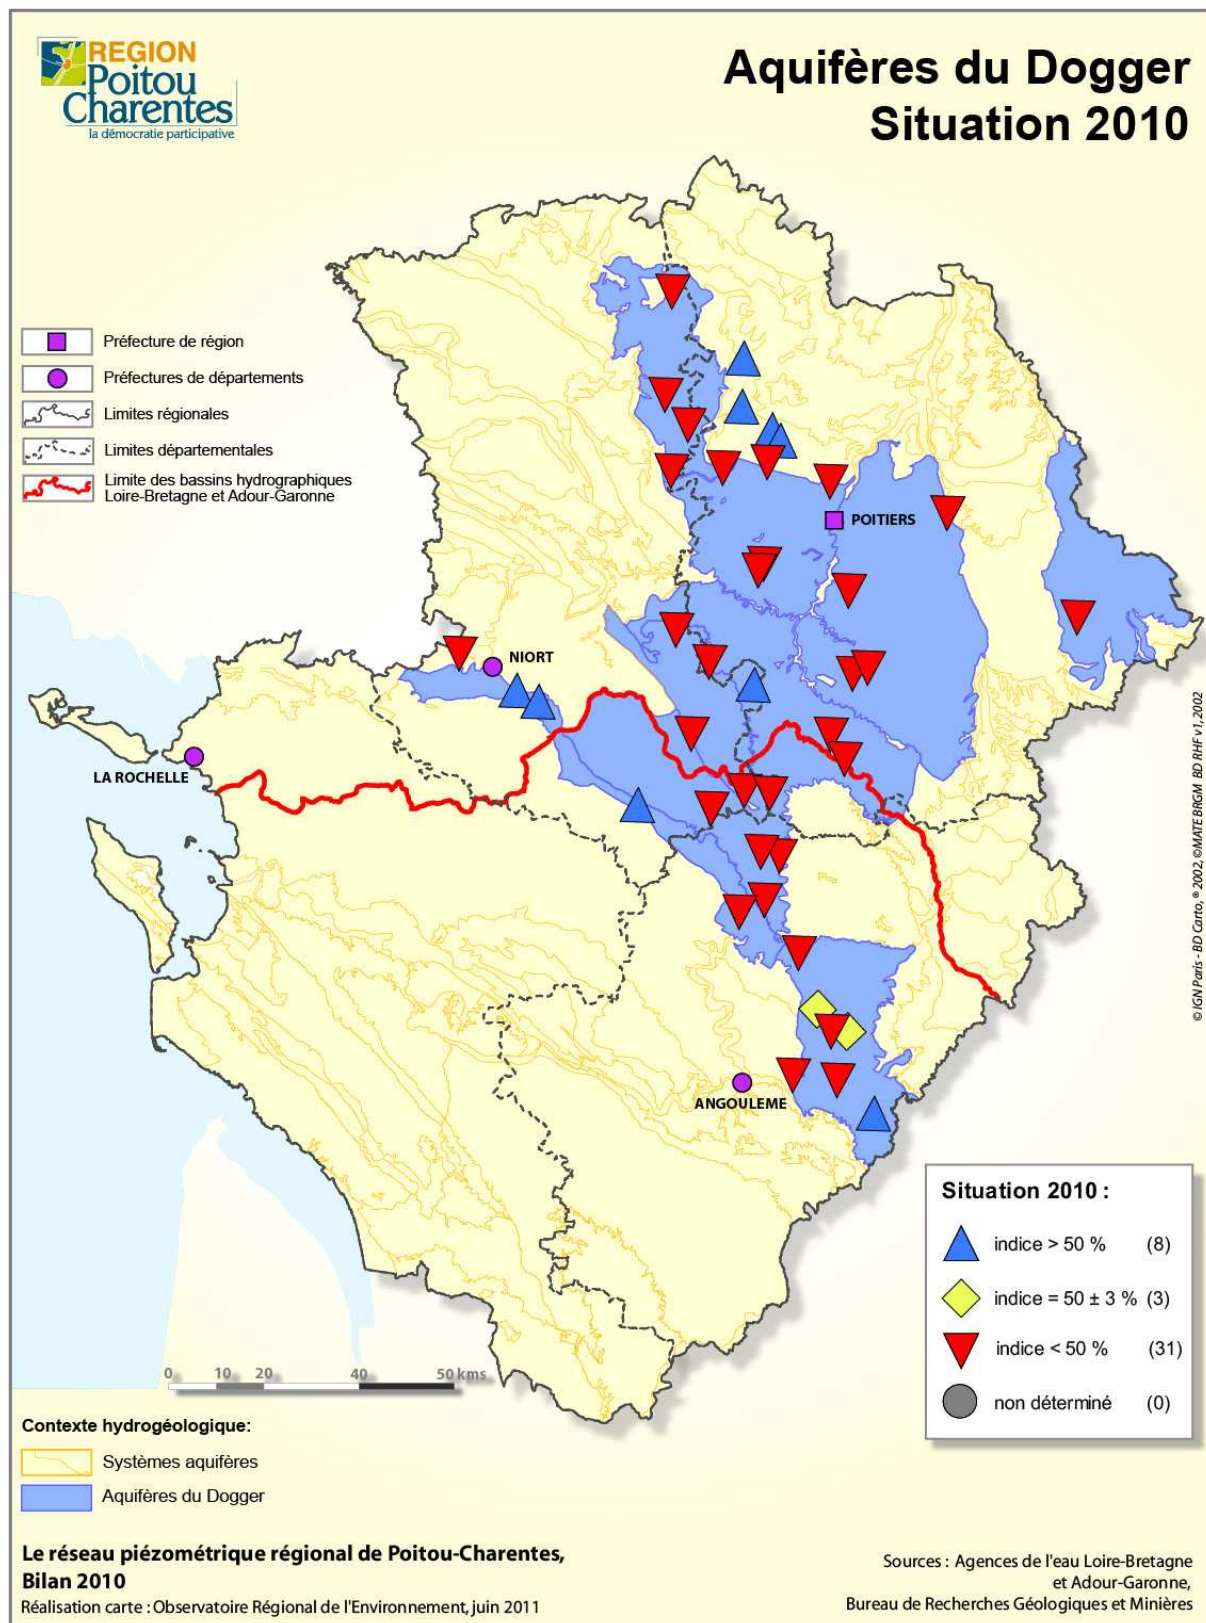 REGION
Poitou
Charentes
la démocratie participative
Aquifères du Dogger
Situation 2010
Préfecture de région
Préfectures de départements
Limites régionales
Limites départementales
Limite des bassins hydrographiques
Loire-Bretagne et Adour-Garonne
POITIERS
NIORT
LA ROCHELLE
ANGOULEME
© IGN Paris - BD Carto, ® 2002, ©MATE BRGM BD RHF v1, 2002
Situation 2010 :
indice > 50 % (8)
indice = 50 ± 3 % (3)
indice < 50 % (31)
non déterminé (0)
0 10 20 40 50 kms
Contexte hydrogéologique:
Systèmes aquifères
Aquifères du Dogger
Le réseau piézométrique régional de Poitou-Charentes,
Bilan 2010
Réalisation carte : Observatoire Régional de l'Environnement, juin 2011
Sources : Agences de l'eau Loire-Bretagne
et Adour-Garonne,
Bureau de Recherches Géologiques et Minières